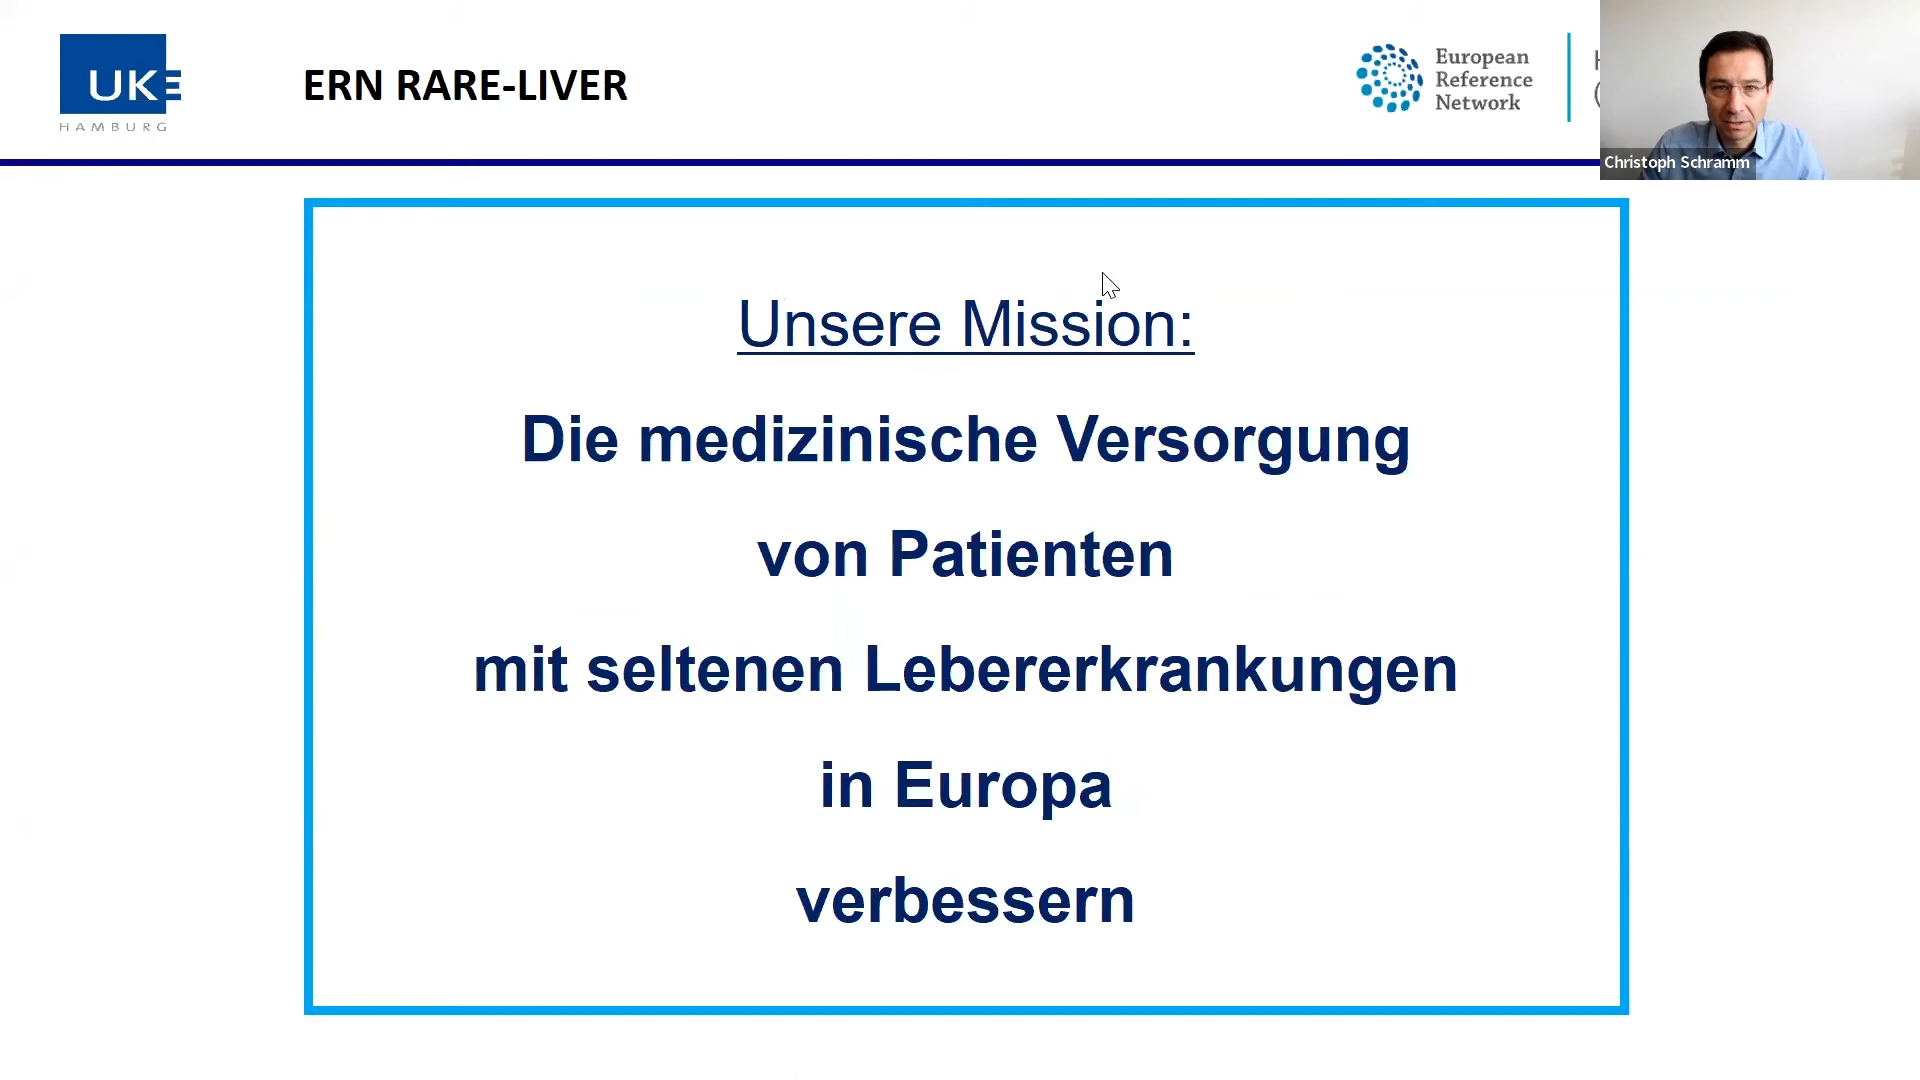 UKE
HAMBURG
ERN RARE-LIVER
European
Reference
Network
Christoph Schramm
Unsere Mission:
Die medizinische Versorgung
von Patienten
mit seltenen Lebererkrankungen
in Europa
verbessern